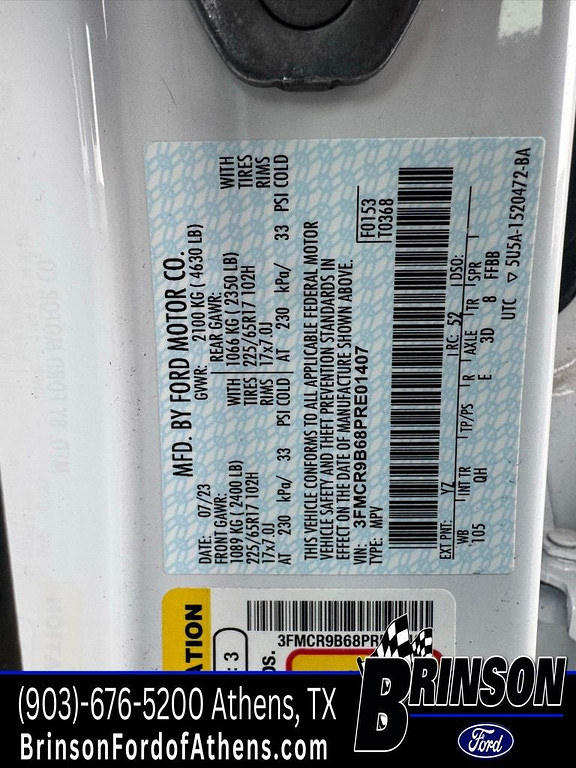 MFD. BY FORD MOTOR CO.
DATE: 07/23 GVWR: 2100 KG ( 4630 LB)
FRONT GAWR: REAR GAWR: WITH
1089 KG ( 2400 LB) WITH 1066 KG ( 2350 LB) TIRES
225/65R17 102H TIRES 225/65R17 102H RIMS
17x7.0J RIMS 17x7.0J
AT 230 kPa/ 33 PSI COLD AT 230 kPa/ 33 PSI COLD
THIS VEHICLE CONFORMS TO ALL APPLICABLE FEDERAL MOTOR
VEHICLE SAFETY AND THEFT PREVENTION STANDARDS IN
EFFECT ON THE DATE OF MANUFACTURE SHOWN ABOVE.
VIN: 3FMCR9B68PRE01407 F0153
TYPE: MPV T0368
EXT PNT: YZ RC: 52 DSO:
WB INT TR TP/PS R AXLE TR SPR
105 QH E 3D 8 FFBB
UTC ▽ 5U5A-1520472-BA
3
(903)-676-5200 Athens, TX
BrinsonFordofAthens.com
BRINSON
Ford